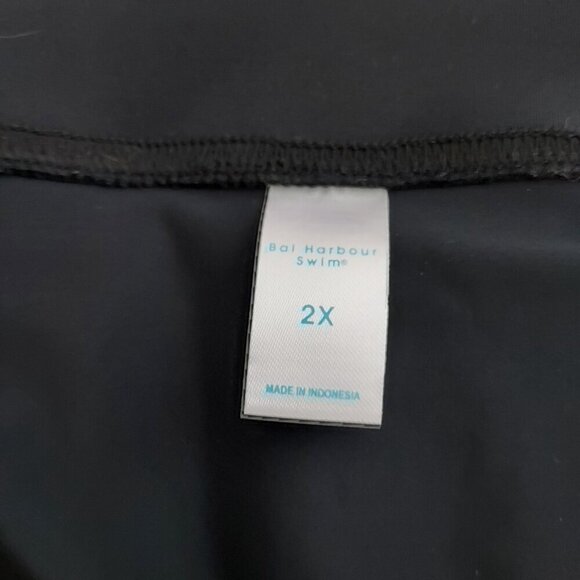 Bal Harbour
Swim®
2X
MADE IN INDONESIA